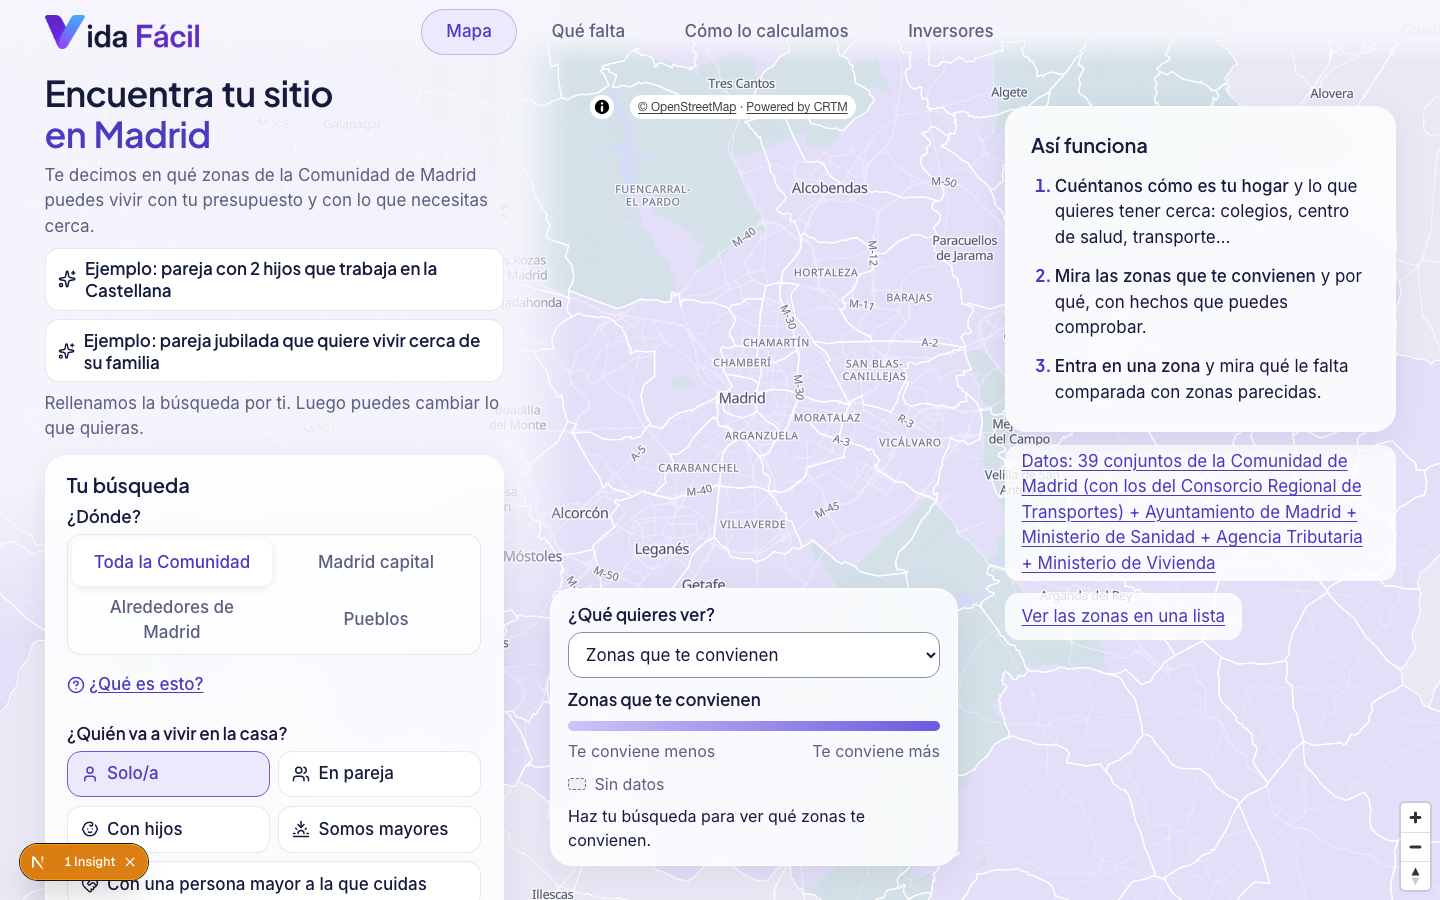 Vida Fácil
Mapa
Qué falta
Cómo lo calculamos
Inversores
Encuentra tu sitio
en Madrid
Te decimos en qué zonas de la Comunidad de Madrid
puedes vivir con tu presupuesto y con lo que necesitas
cerca.
Ejemplo: pareja con 2 hijos que trabaja en la
Castellana
Ejemplo: pareja jubilada que quiere vivir cerca de
su familia
Rellenamos la búsqueda por ti. Luego puedes cambiar lo
que quieras.
Tu búsqueda
¿Dónde?
Toda la Comunidad
Madrid capital
Alrededores de
Madrid
Pueblos
¿Qué es esto?
¿Quién va a vivir en la casa?
Solo/a
En pareja
Con hijos
Somos mayores
Con una persona mayor a la que cuidas
1 Insight
M-505
Galapagar
M-501
Tres Cantos
© OpenStreetMap · Powered by CRTM
Algete
Alovera
FUENCARRAL-
EL PARDO
Alcobendas
M-50
M-40
M-12
Paracuellos
de Jarama
HORTALEZA
BARAJAS
M-11
M-30
CHAMARTÍN
A-2
CHAMBERÍ
SAN BLAS-
CANILLEJAS
M-30
Madrid
MORATALAZ
R-3
ARGANZUELA
A-3
VICÁLVARO
del Campo
A-5
CARABANCHEL
M-40
Alcorcón
M-45
VILLAVERDE
Leganés
Móstoles
M-50
Getafe
Boadilla
del Monte
Arganda del Rey
Illescas
¿Qué quieres ver?
Zonas que te convienen
Zonas que te convienen
Te conviene menos
Te conviene más
Sin datos
Haz tu búsqueda para ver qué zonas te
convienen.
Así funciona
1. Cuéntanos cómo es tu hogar y lo que
quieres tener cerca: colegios, centro
de salud, transporte…
2. Mira las zonas que te convienen y por
qué, con hechos que puedes
comprobar.
3. Entra en una zona y mira qué le falta
comparada con zonas parecidas.
Datos: 39 conjuntos de la Comunidad de
Madrid (con los del Consorcio Regional de
Transportes) + Ayuntamiento de Madrid +
Ministerio de Sanidad + Agencia Tributaria
+ Ministerio de Vivienda
Ver las zonas en una lista